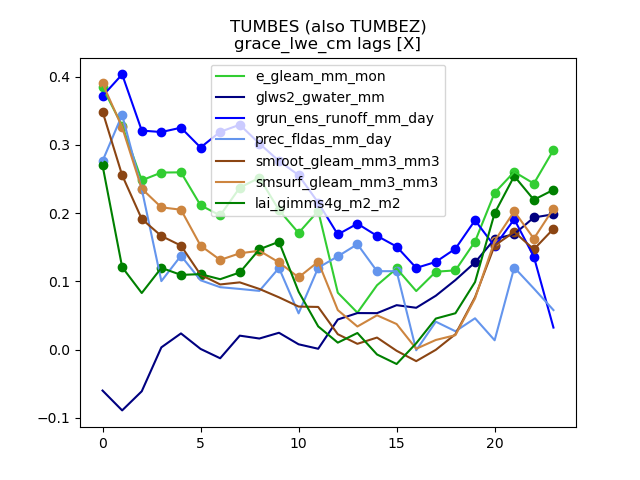 TUMBES (also TUMBEZ)
grace_lwe_cm lags [X]
e_gleam_mm_mon
glws2_gwater_mm
grun_ens_runoff_mm_day
prec_fldas_mm_day
smroot_gleam_mm3_mm3
smsurf_gleam_mm3_mm3
lai_gimms4g_m2_m2
0.4
0.3
0.2
0.1
0.0
−0.1
0 5 10 15 20